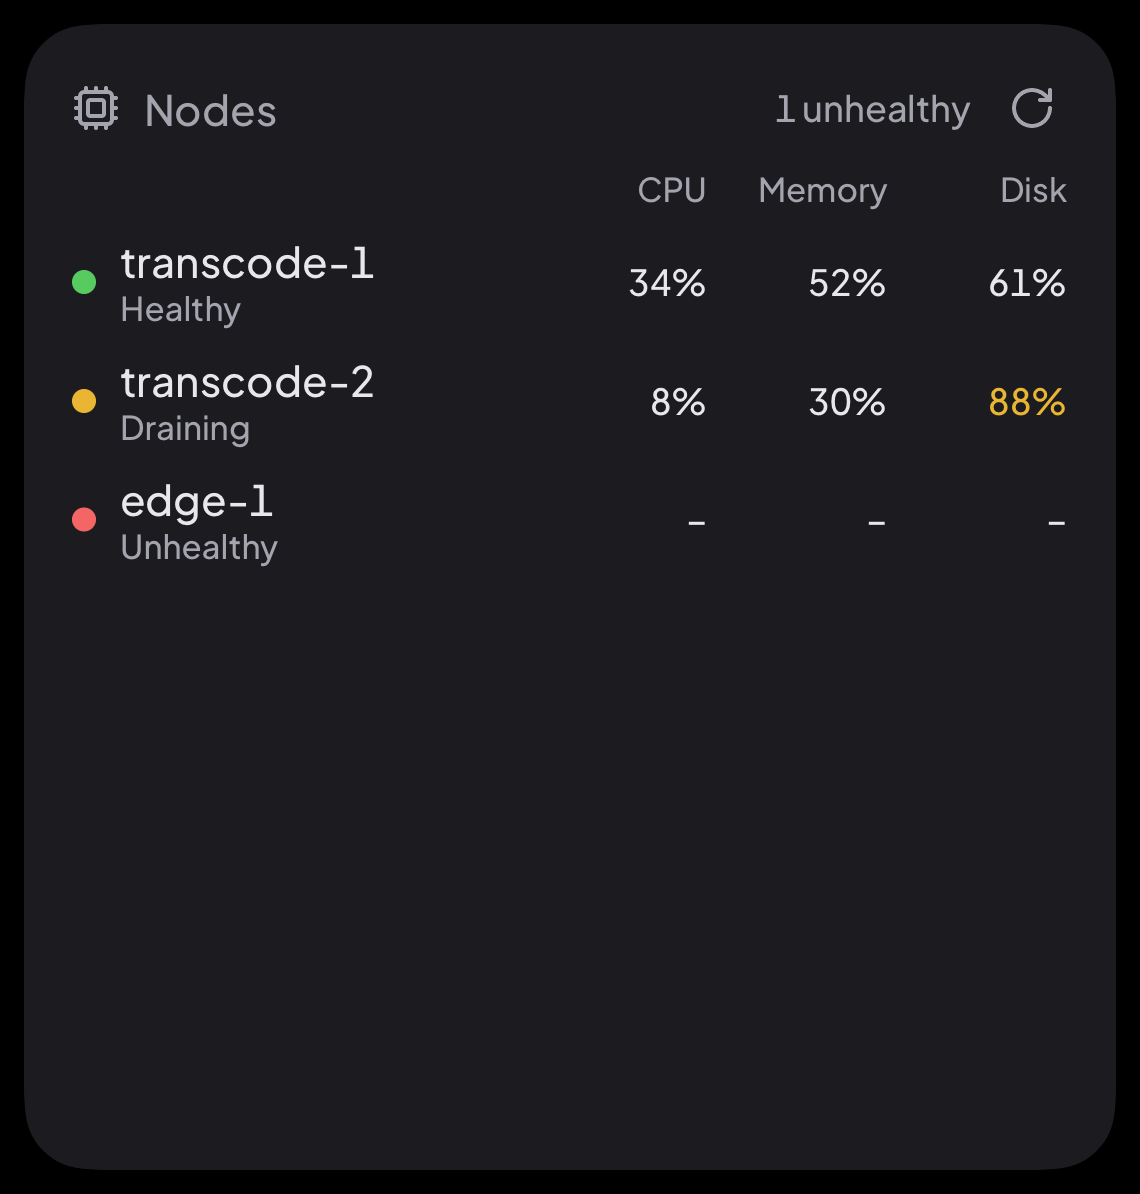 Nodes 1 unhealthy
CPU Memory Disk
transcode-1
Healthy
34% 52% 61%
transcode-2
Draining
8% 30% 88%
edge-1
Unhealthy
– – –